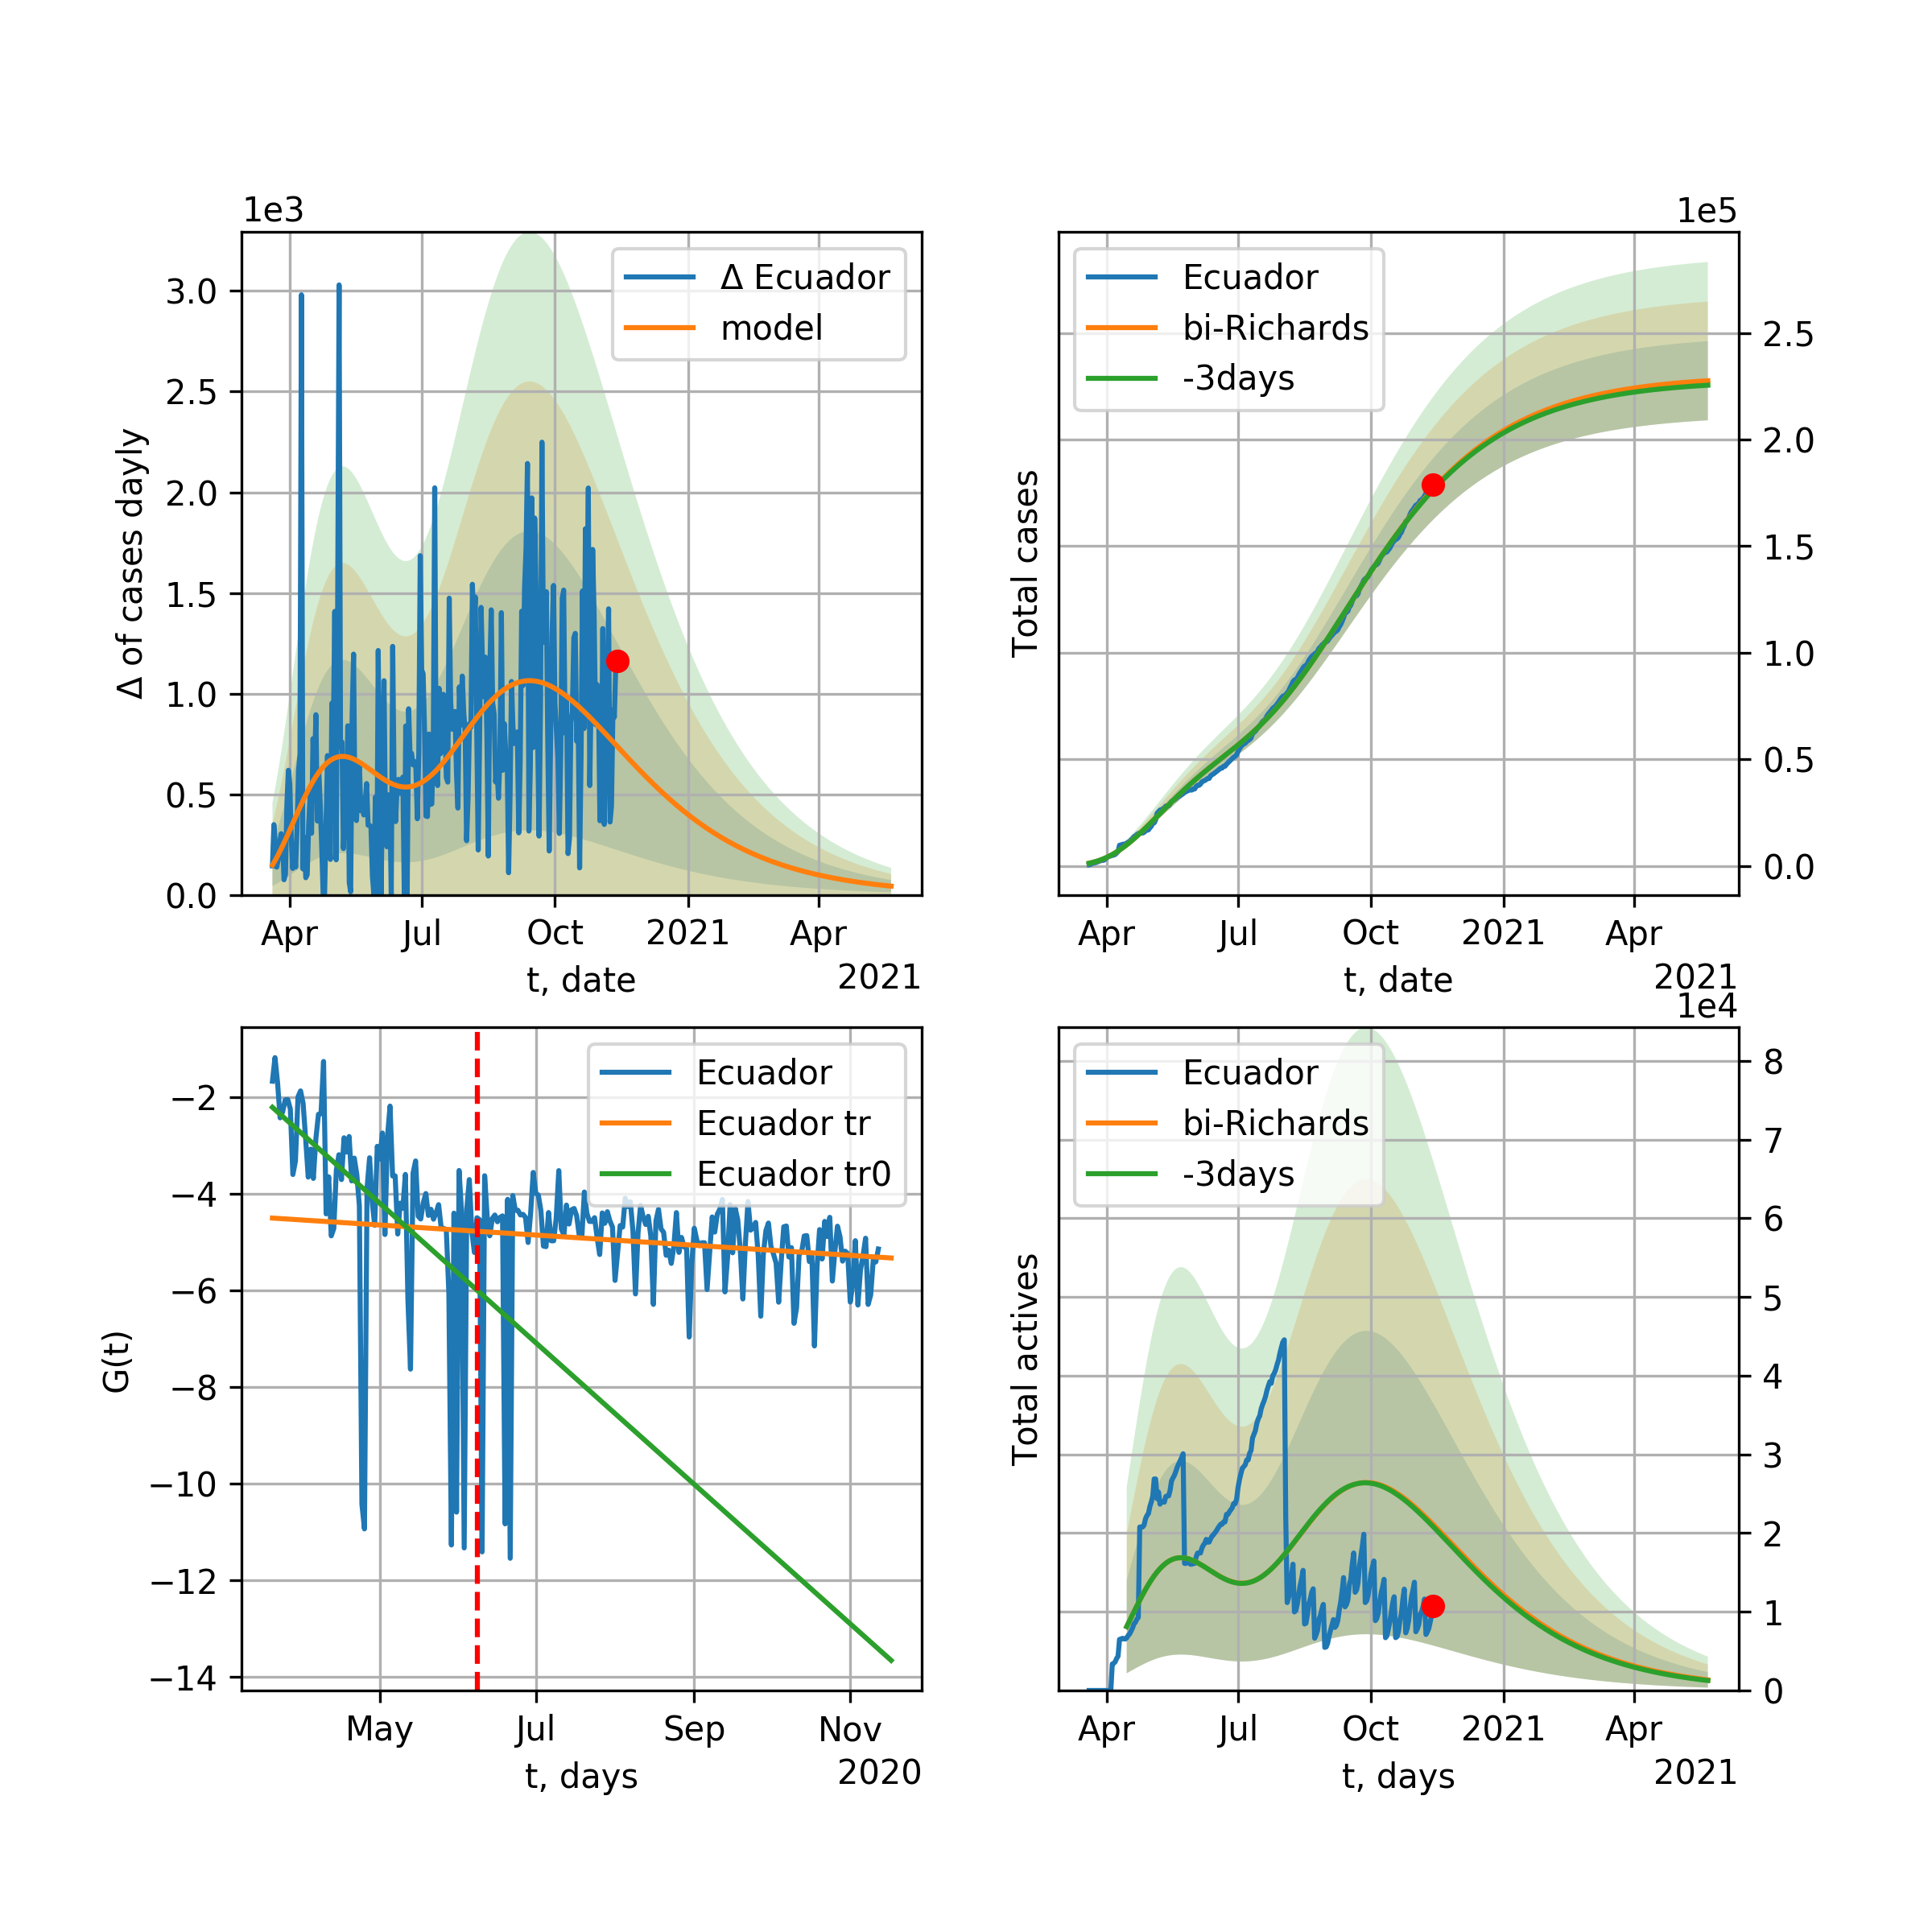 1e3
Δ of cases dayly
3.0
2.5
2.0
1.5
1.0
0.5
0.0
Δ Ecuador
model
Apr Jul Oct 2021 Apr
t, date
2021
1e5
Total cases
Ecuador
bi-Richards
-3days
2.5
2.0
1.5
1.0
0.5
0.0
Apr Jul Oct 2021 Apr
t, date
2021
G(t)
−2
−4
−6
−8
−10
−12
−14
Ecuador
Ecuador tr
Ecuador tr0
May Jul Sep Nov
t, days
2020
1e4
Total actives
Ecuador
bi-Richards
-3days
8
7
6
5
4
3
2
1
0
Apr Jul Oct 2021 Apr
t, days
2021